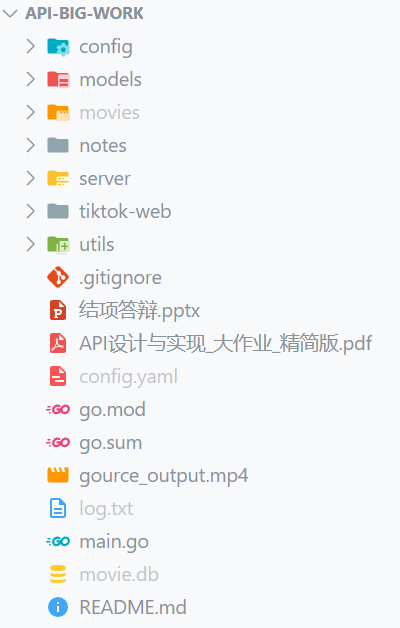 API-BIG-WORK
config
models
movies
notes
server
tiktok-web
utils
.gitignore
结项答辩.pptx
API设计与实现_大作业_精简版.pdf
config.yaml
go.mod
go.sum
gource_output.mp4
log.txt
main.go
movie.db
README.md